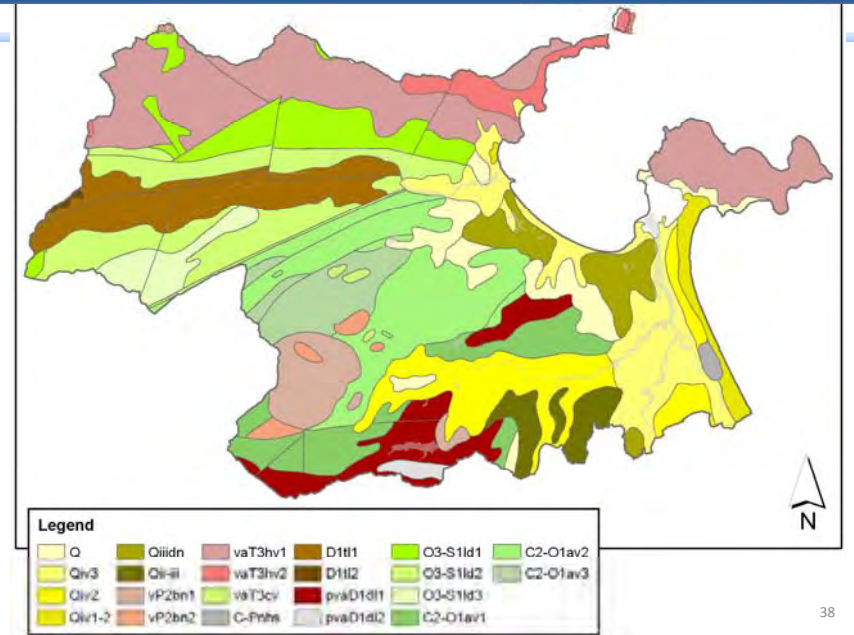 N
Legend
Q Qiiidn vaT3hv1 D1tl1 O3-S1ld1 C2-O1av2
Qiv3 Qii-iii vaT3hv2 D1tl2 O3-S1ld2 C2-O1av3
Qiv2 vP2bn1 vaT3cv pvaD1dl1 O3-S1ld3
Qiv1-2 vP2bn2 C-Pnhs pvaD1dl2 C2-O1av1
38